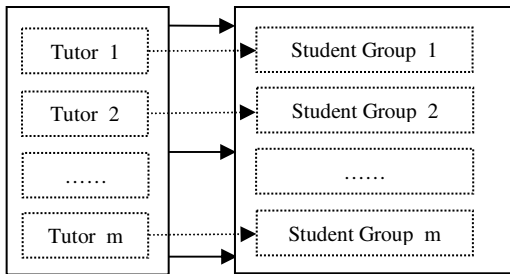 Tutor 1
Student Group 1
Tutor 2
Student Group 2
......
......
Tutor m
Student Group m